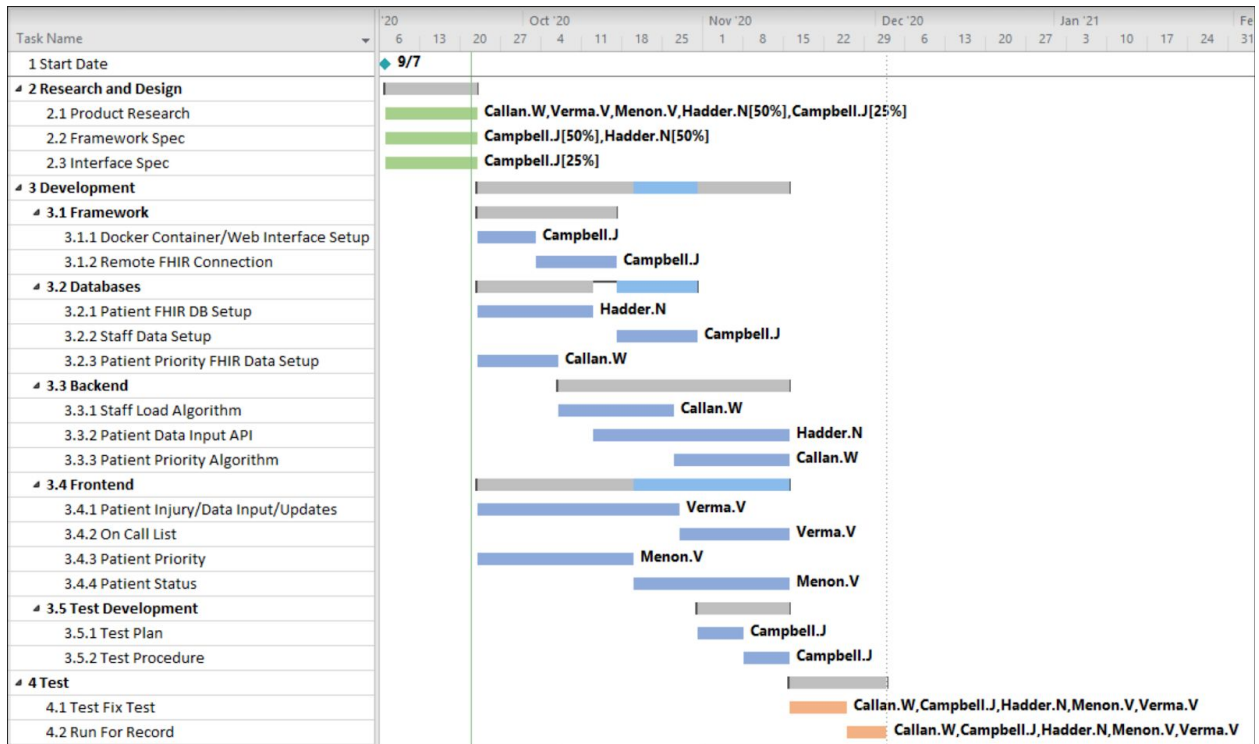 '20 Oct '20 Nov '20 Dec '20 Jan '21 Fe
Task Name 6 13 20 27 4 11 18 25 1 8 15 22 29 6 13 20 27 3 10 17 24 31
1 Start Date 9/7
2 Research and Design
2.1 Product Research Callan.W,Verma.V,Menon.V,Hadder.N[50%],Campbell.J[25%]
2.2 Framework Spec Campbell.J[50%],Hadder.N[50%]
2.3 Interface Spec Campbell.J[25%]
3 Development
3.1 Framework
3.1.1 Docker Container/Web Interface Setup Campbell.J
3.1.2 Remote FHIR Connection Campbell.J
3.2 Databases
3.2.1 Patient FHIR DB Setup Hadder.N
3.2.2 Staff Data Setup Campbell.J
3.2.3 Patient Priority FHIR Data Setup Callan.W
3.3 Backend
3.3.1 Staff Load Algorithm Callan.W
3.3.2 Patient Data Input API Hadder.N
3.3.3 Patient Priority Algorithm Callan.W
3.4 Frontend
3.4.1 Patient Injury/Data Input/Updates Verma.V
3.4.2 On Call List Verma.V
3.4.3 Patient Priority Menon.V
3.4.4 Patient Status Menon.V
3.5 Test Development
3.5.1 Test Plan Campbell.J
3.5.2 Test Procedure Campbell.J
4 Test
4.1 Test Fix Test Callan.W,Campbell.J,Hadder.N,Menon.V,Verma.V
4.2 Run For Record Callan.W,Campbell.J,Hadder.N,Menon.V,Verma.V